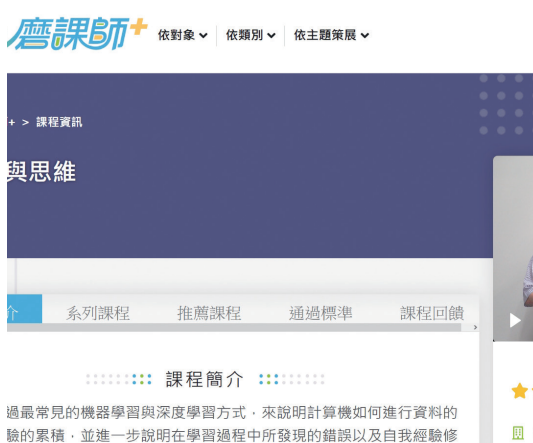 磨課師+
依對象
依類別
依主題策展
+ > 課程資訊
與思維
介
系列課程
推薦課程
通過標準
課程回饋
課程簡介
過最常見的機器學習與深度學習方式，來說明計算機如何進行資料的
驗的累積，並進一步說明在學習過程中所發現的錯誤以及自我經驗修